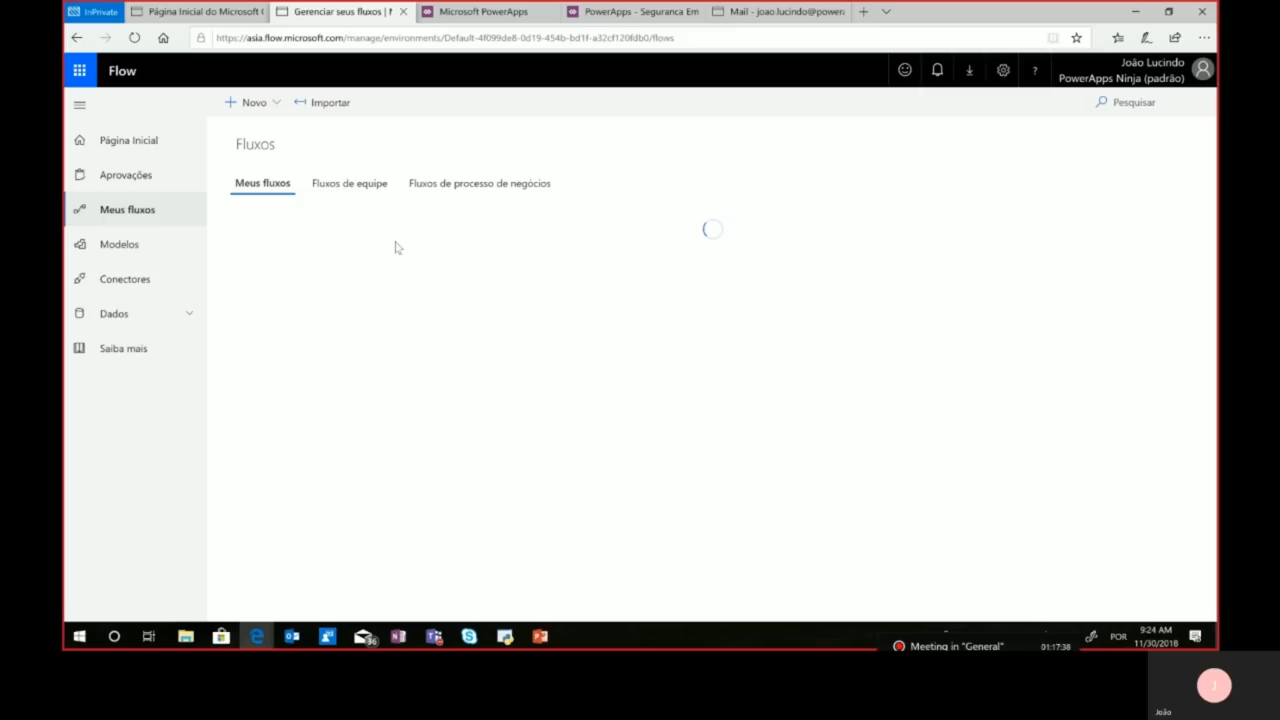 InPrivate
Página Inicial do Microsoft
Gerenciar seus fluxos |
Microsoft PowerApps
PowerApps - Seguranca Em
Mail - joao.lucindo@power
https://asia.flow.microsoft.com/manage/environments/Default-4f099de8-0d19-454b-bd1f-a32cf120fdb0/flows
Flow
?
João Lucindo
PowerApps Ninja (padrão)
Novo
Importar
Pesquisar
Página Inicial
Aprovações
Meus fluxos
Modelos
Conectores
Dados
Saiba mais
Fluxos
Meus fluxos
Fluxos de equipe
Fluxos de processo de negócios
36
Meeting in "General"
01:17:38
POR
9:24 AM
11/30/2018
J
João